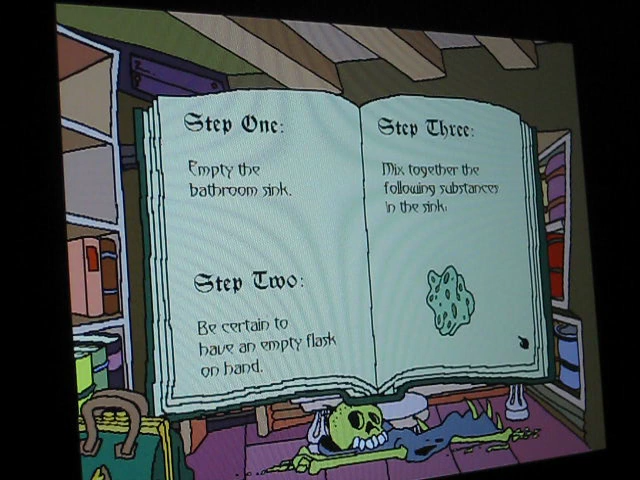 Step One:
Empty the
bathroom sink.
Step Two:
Be certain to
have an empty flask
on hand.
Step Three:
Mix together the
following substances
in the sink: